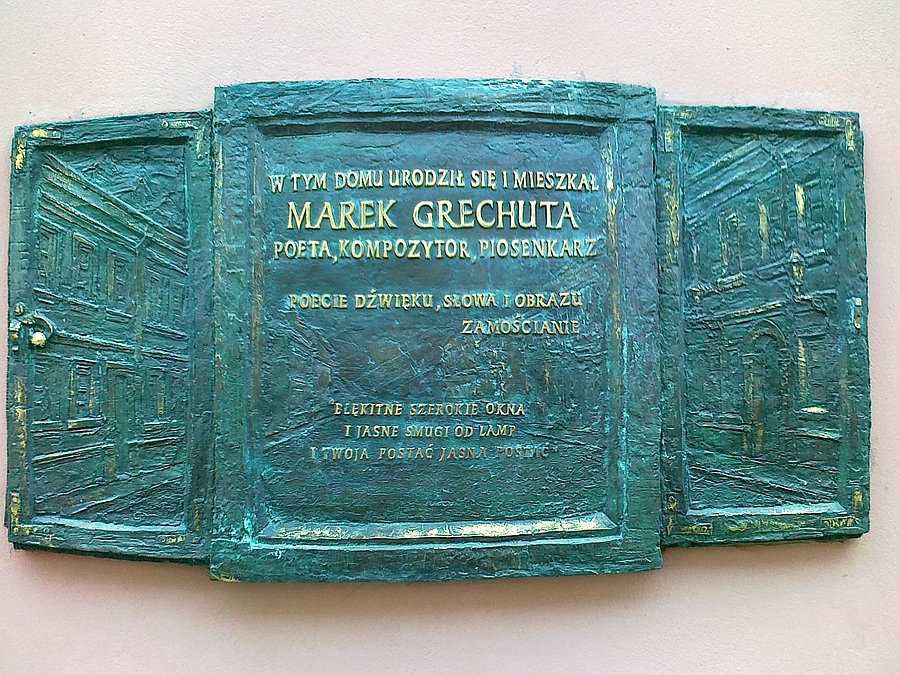 W TYM DOMU URODZIŁ SIĘ I MIESZKAŁ
MAREK GRECHUTA
POETA, KOMPOZYTOR, PIOSENKARZ
POECIE DŹWIĘKU, SŁOWA I OBRAZU
ZAMOŚCIANIE
"BŁĘKITNE SZEROKIE OKNA
I JASNE SMUGI OD LAMP
I TWOJA POSTAĆ JASNA POSTAĆ"